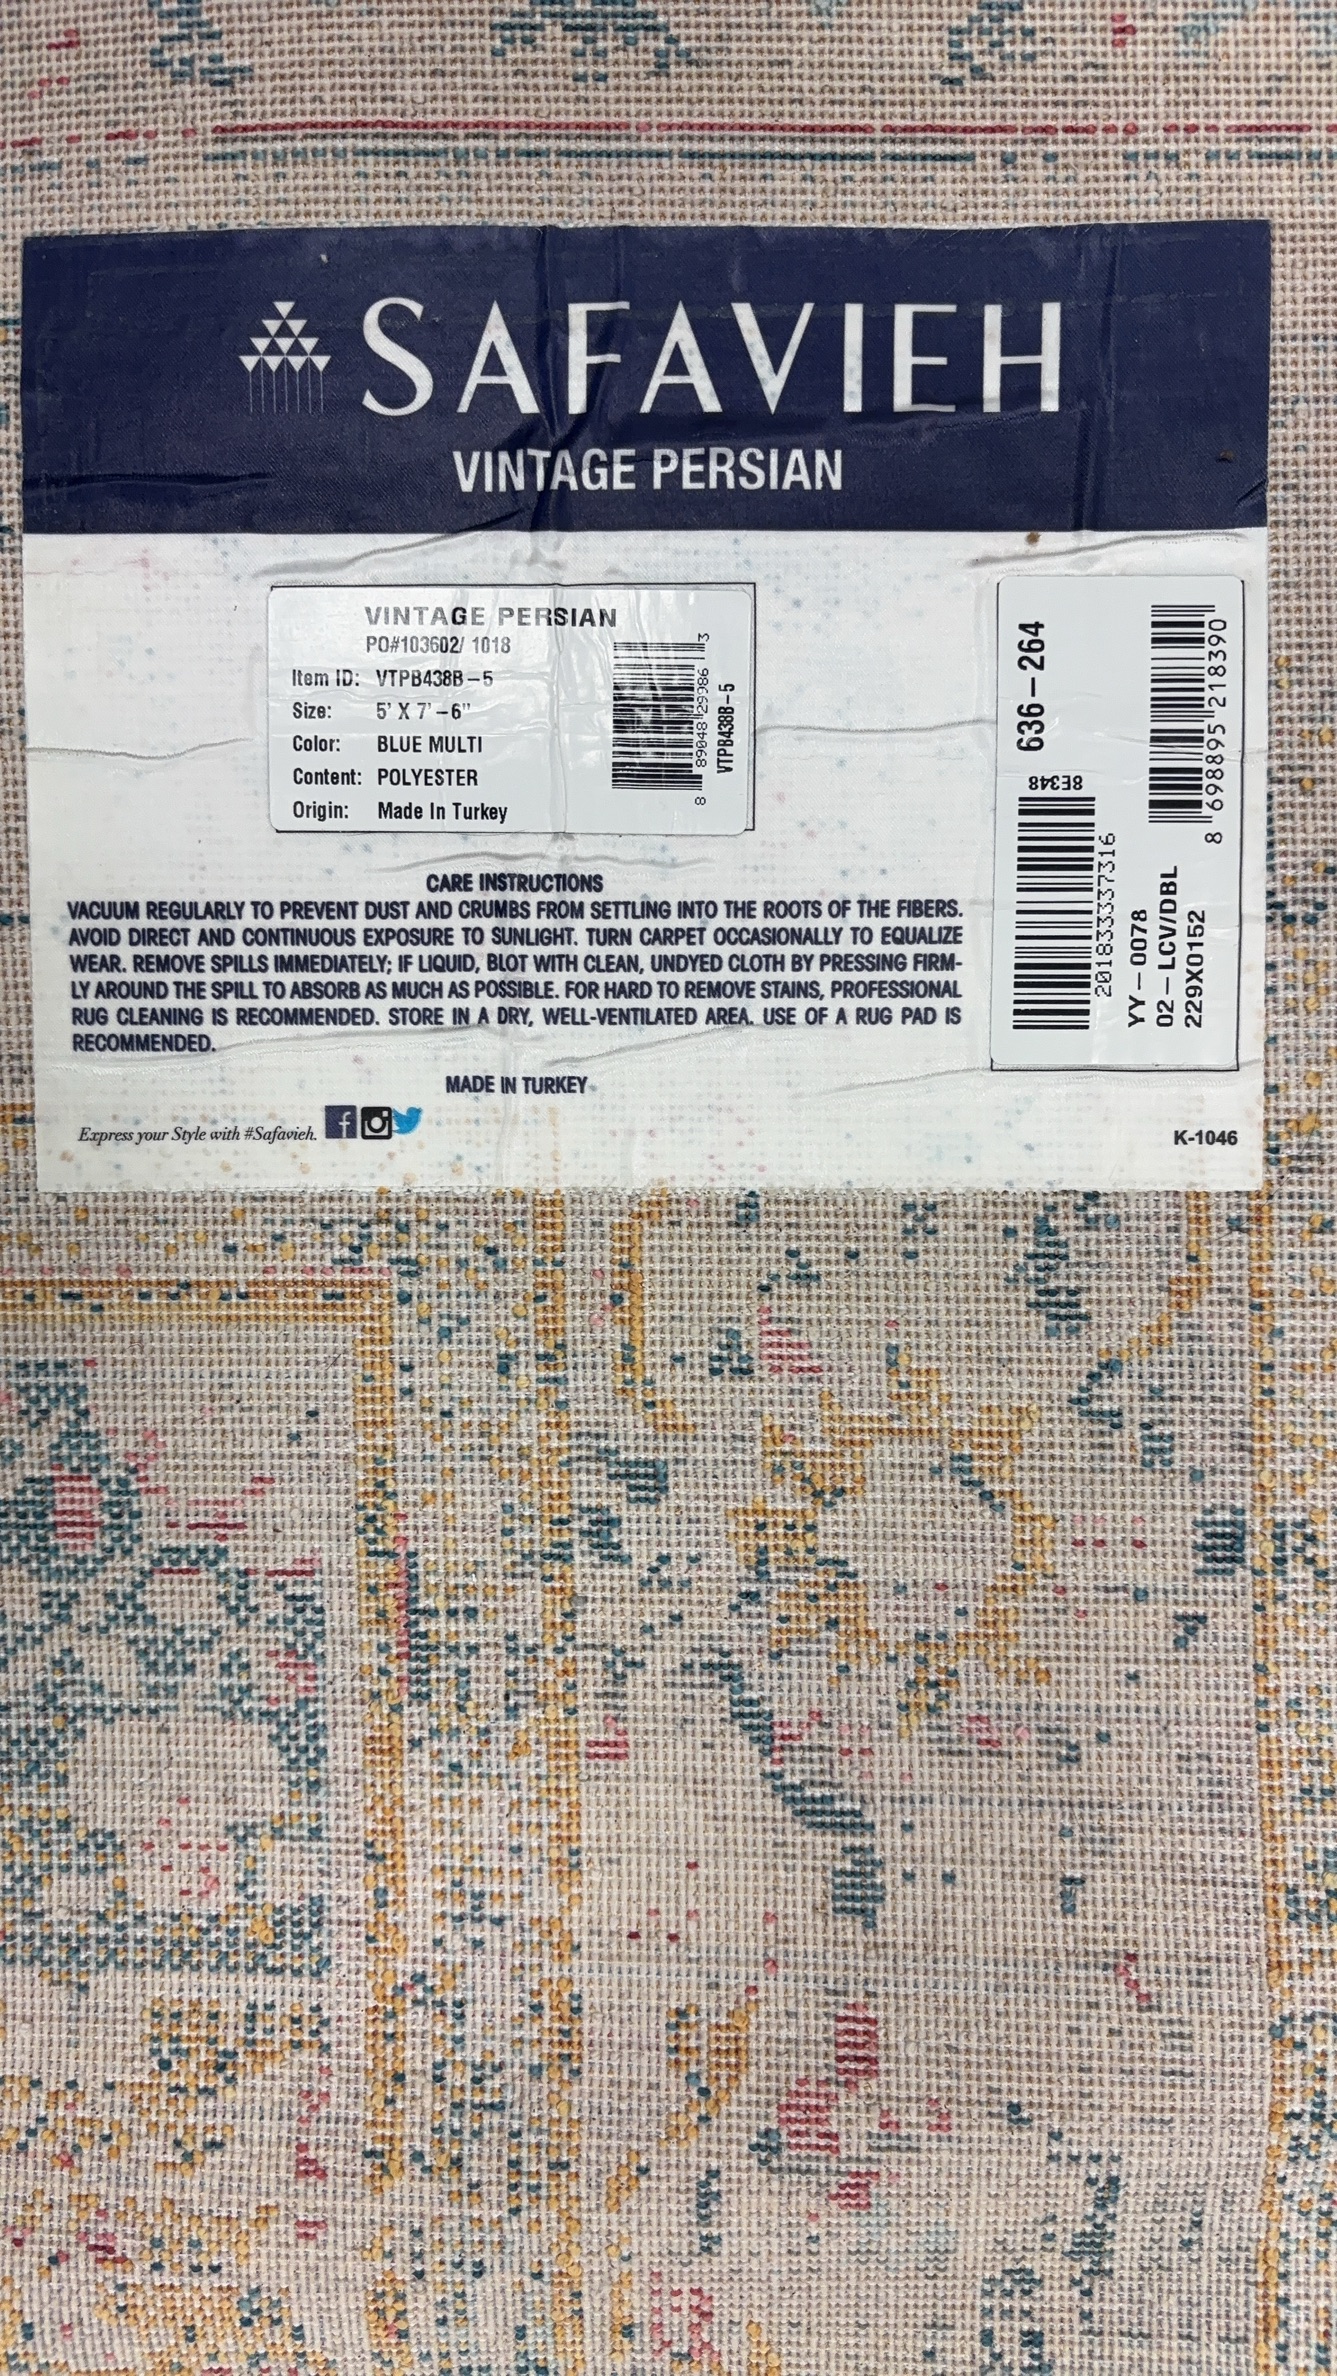 SAFAVIEH
VINTAGE PERSIAN
VINTAGE PERSIAN
PO#103602/ 1018
Item ID: VTPB438B-5
Size: 5' X 7'-6"
Color: BLUE MULTI
Content: POLYESTER
Origin: Made In Turkey
8 89048 29986 3
VTPB438B-5
636-264
8E348
201833337316
8 698895 218390
YY-0078
02-LCV/DBL
229X0152
CARE INSTRUCTIONS
VACUUM REGULARLY TO PREVENT DUST AND CRUMBS FROM SETTLING INTO THE ROOTS OF THE FIBERS.
AVOID DIRECT AND CONTINUOUS EXPOSURE TO SUNLIGHT. TURN CARPET OCCASIONALLY TO EQUALIZE
WEAR. REMOVE SPILLS IMMEDIATELY; IF LIQUID, BLOT WITH CLEAN, UNDYED CLOTH BY PRESSING FIRM-
LY AROUND THE SPILL TO ABSORB AS MUCH AS POSSIBLE. FOR HARD TO REMOVE STAINS, PROFESSIONAL
RUG CLEANING IS RECOMMENDED. STORE IN A DRY, WELL-VENTILATED AREA. USE OF A RUG PAD IS
RECOMMENDED.
MADE IN TURKEY
Express your Style with #Safavieh.
K-1046